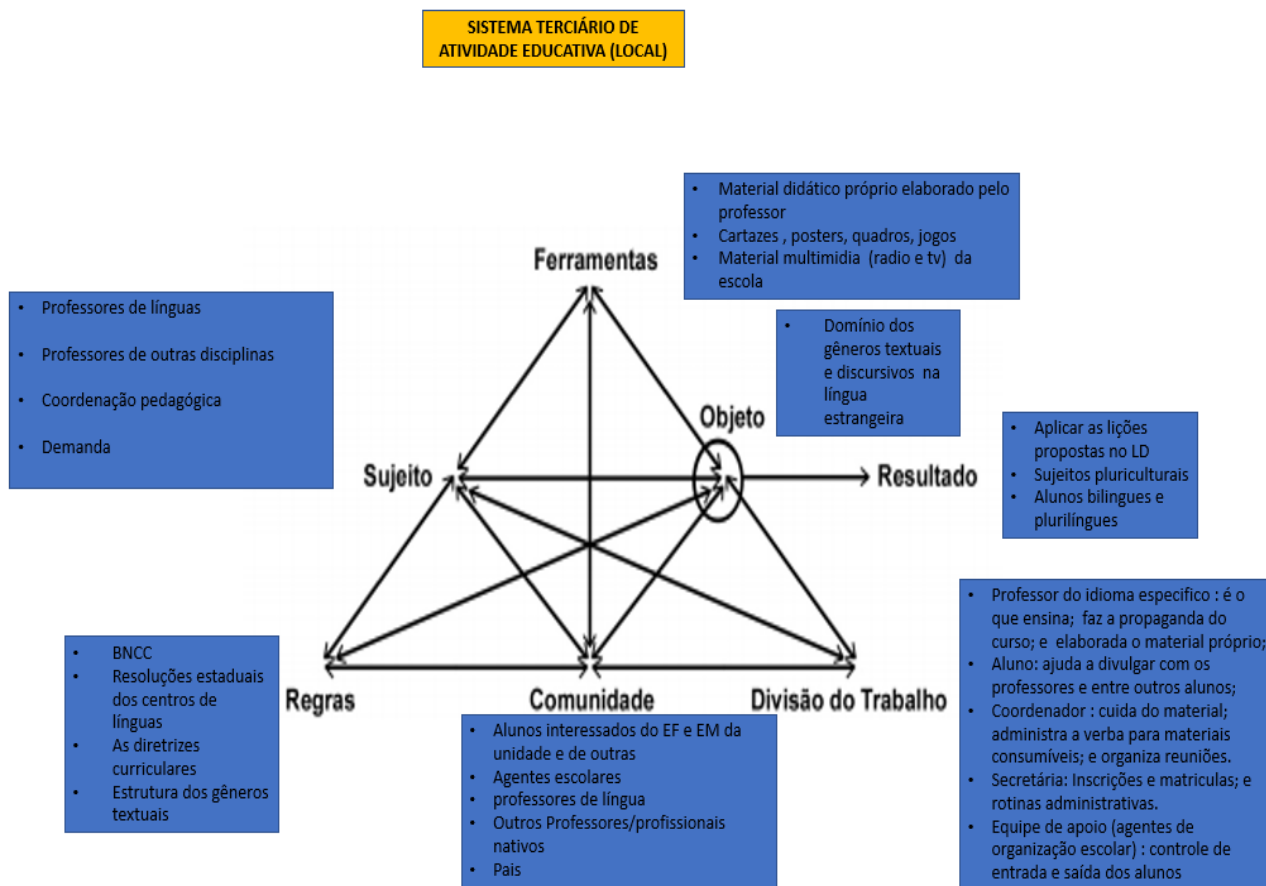 SISTEMA TERCIÁRIO DE
ATIVIDADE EDUCATIVA (LOCAL)
• Material didático próprio elaborado pelo
professor
• Cartazes , posters, quadros, jogos
• Material multimidia (radio e tv) da
escola
Ferramentas
• Professores de línguas
• Professores de outras disciplinas
• Coordenação pedagógica
• Demanda
• Domínio dos
gêneros textuais
e discursivos na
língua
estrangeira
Objeto
Sujeito
Resultado
• Aplicar as lições
propostas no LD
• Sujeitos pluriculturais
• Alunos bilingues e
plurilíngues
• BNCC
• Resoluções estaduais
dos centros de
línguas
• As diretrizes
curriculares
• Estrutura dos gêneros
textuais
Regras
Comunidade
Divisão do Trabalho
• Alunos interessados do EF e EM da
unidade e de outras
• Agentes escolares
• professores de língua
• Outros Professores/profissionais
nativos
• Pais
• Professor do idioma especifico : é o
que ensina; faz a propaganda do
curso; e elaborada o material próprio;
• Aluno: ajuda a divulgar com os
professores e entre outros alunos;
• Coordenador : cuida do material;
administra a verba para materiais
consumíveis; e organiza reuniões.
• Secretária: Inscrições e matriculas; e
rotinas administrativas.
• Equipe de apoio (agentes de
organização escolar) : controle de
entrada e saída dos alunos